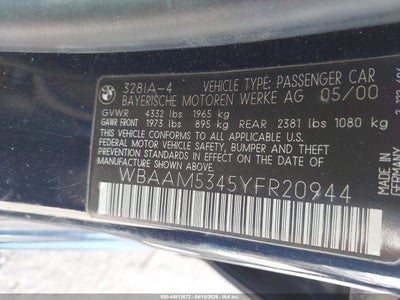 328IA-4 VEHICLE TYPE: PASSENGER CAR
BAYERISCHE MOTOREN WERKE AG 05/00
GVWR 4332 lbs 1965 kg
GAWR FRONT 1973 lbs 895 kg REAR 2381 lbs 1080 kg
THIS VEHICLE CONFORMS TO ALL APPLICABLE U.S.
FEDERAL MOTOR VEHICLE SAFETY, BUMPER AND THEFT
PREVENTION STANDARDS IN EFFECT ON THE DATE OF
MANUFACTURE SHOWN ABOVE.
WBAAM5345YFR20944
MADE IN
GERMANY